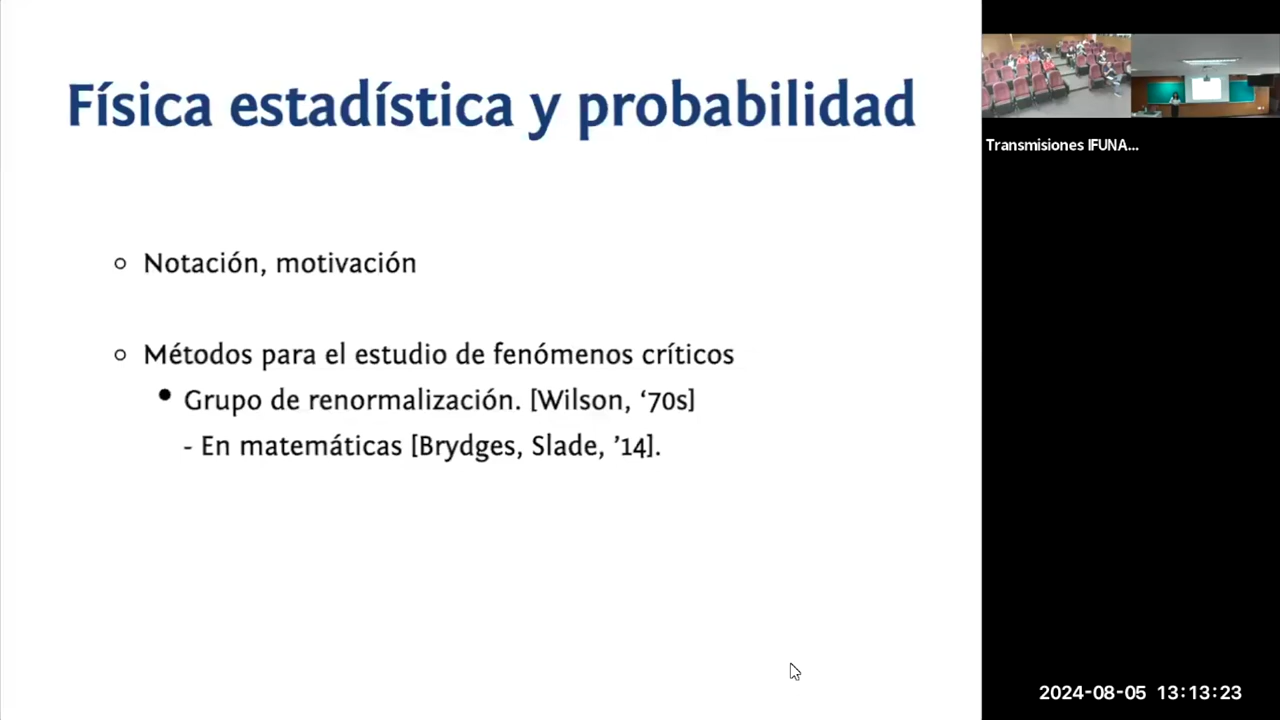 Física estadística y probabilidad
Notación, motivación
Métodos para el estudio de fenómenos críticos
Grupo de renormalización. [Wilson, ‘70s]
- En matemáticas [Brydges, Slade, ’14].
Transmisiones IFUNA...
2024-08-05 13:13:23